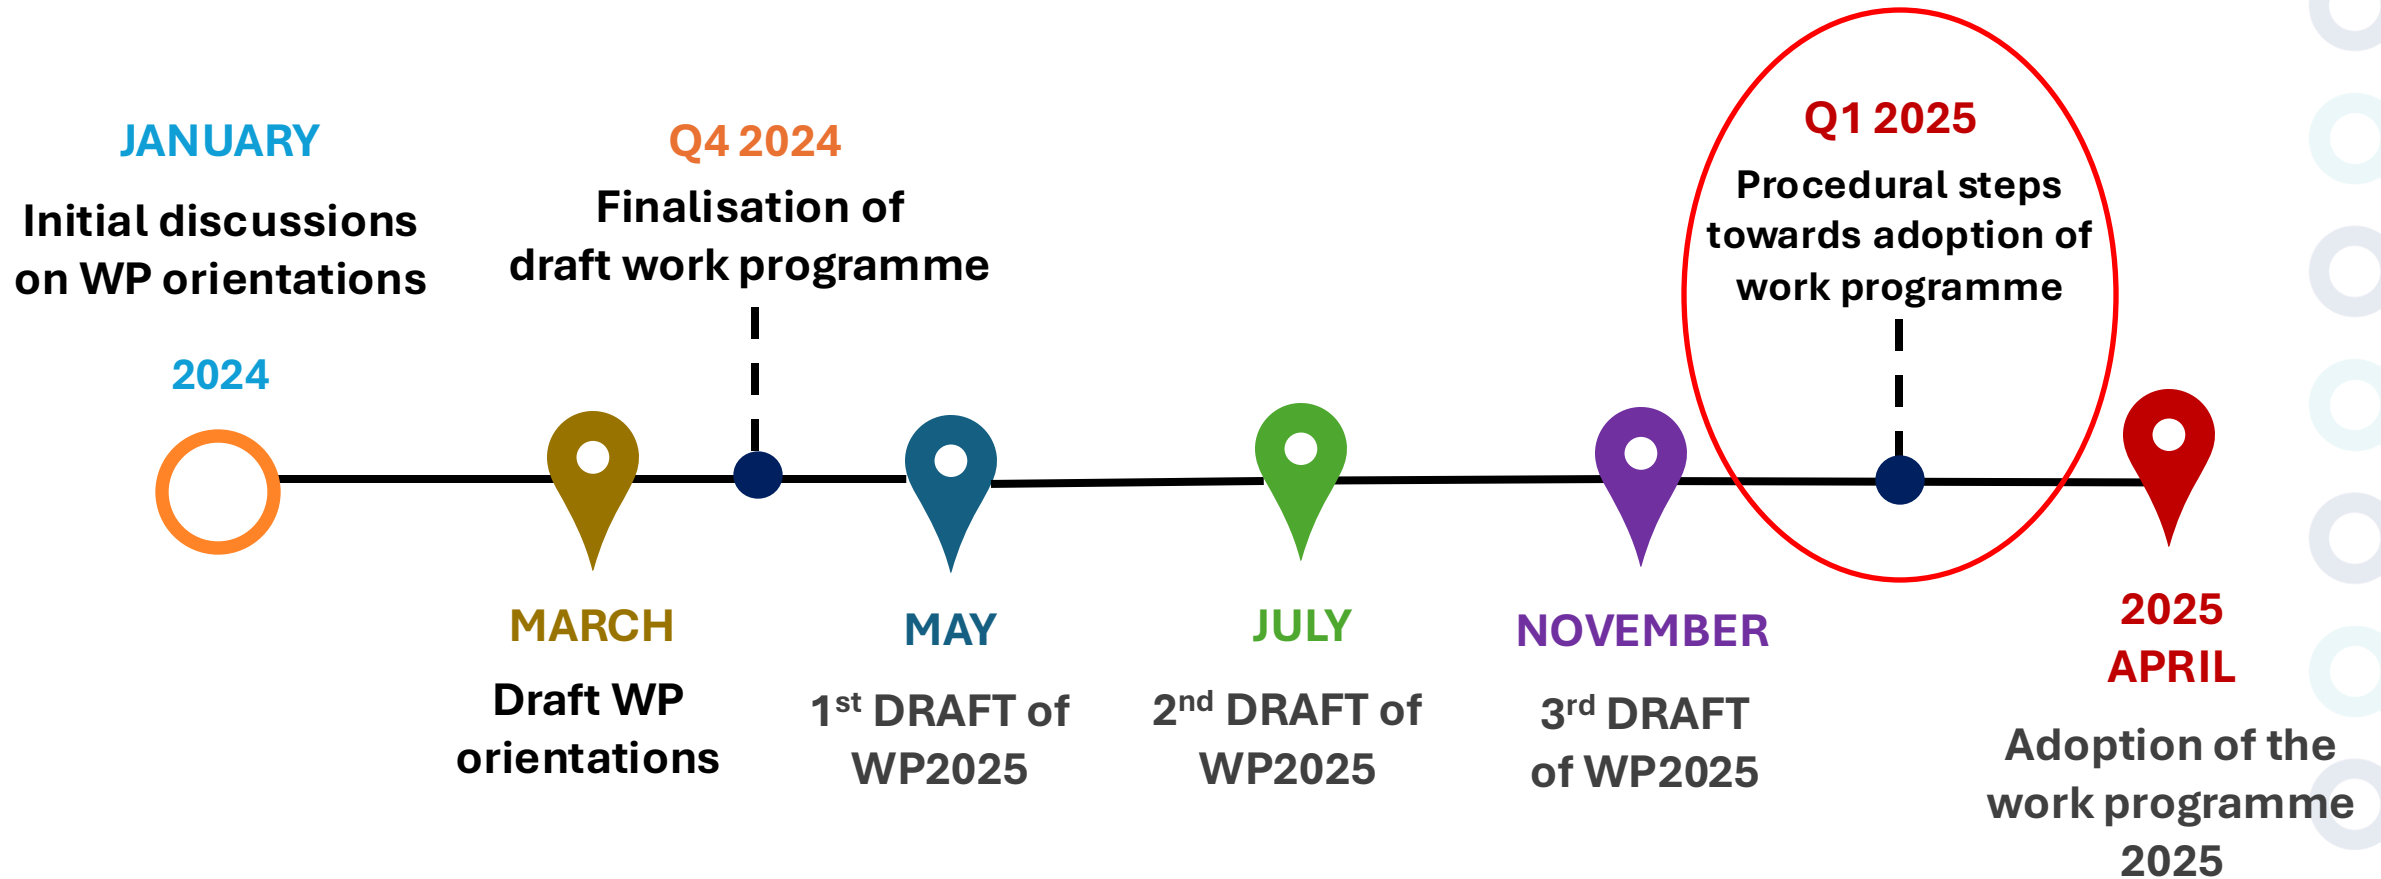 JANUARY
Initial discussions
on WP orientations
2024
Q4 2024
Finalisation of
draft work programme
Q1 2025
Procedural steps
towards adoption of
work programme
MARCH
Draft WP
orientations
MAY
1st DRAFT of
WP2025
JULY
2nd DRAFT of
WP2025
NOVEMBER
3rd DRAFT
of WP2025
2025
APRIL
Adoption of the
work programme
2025